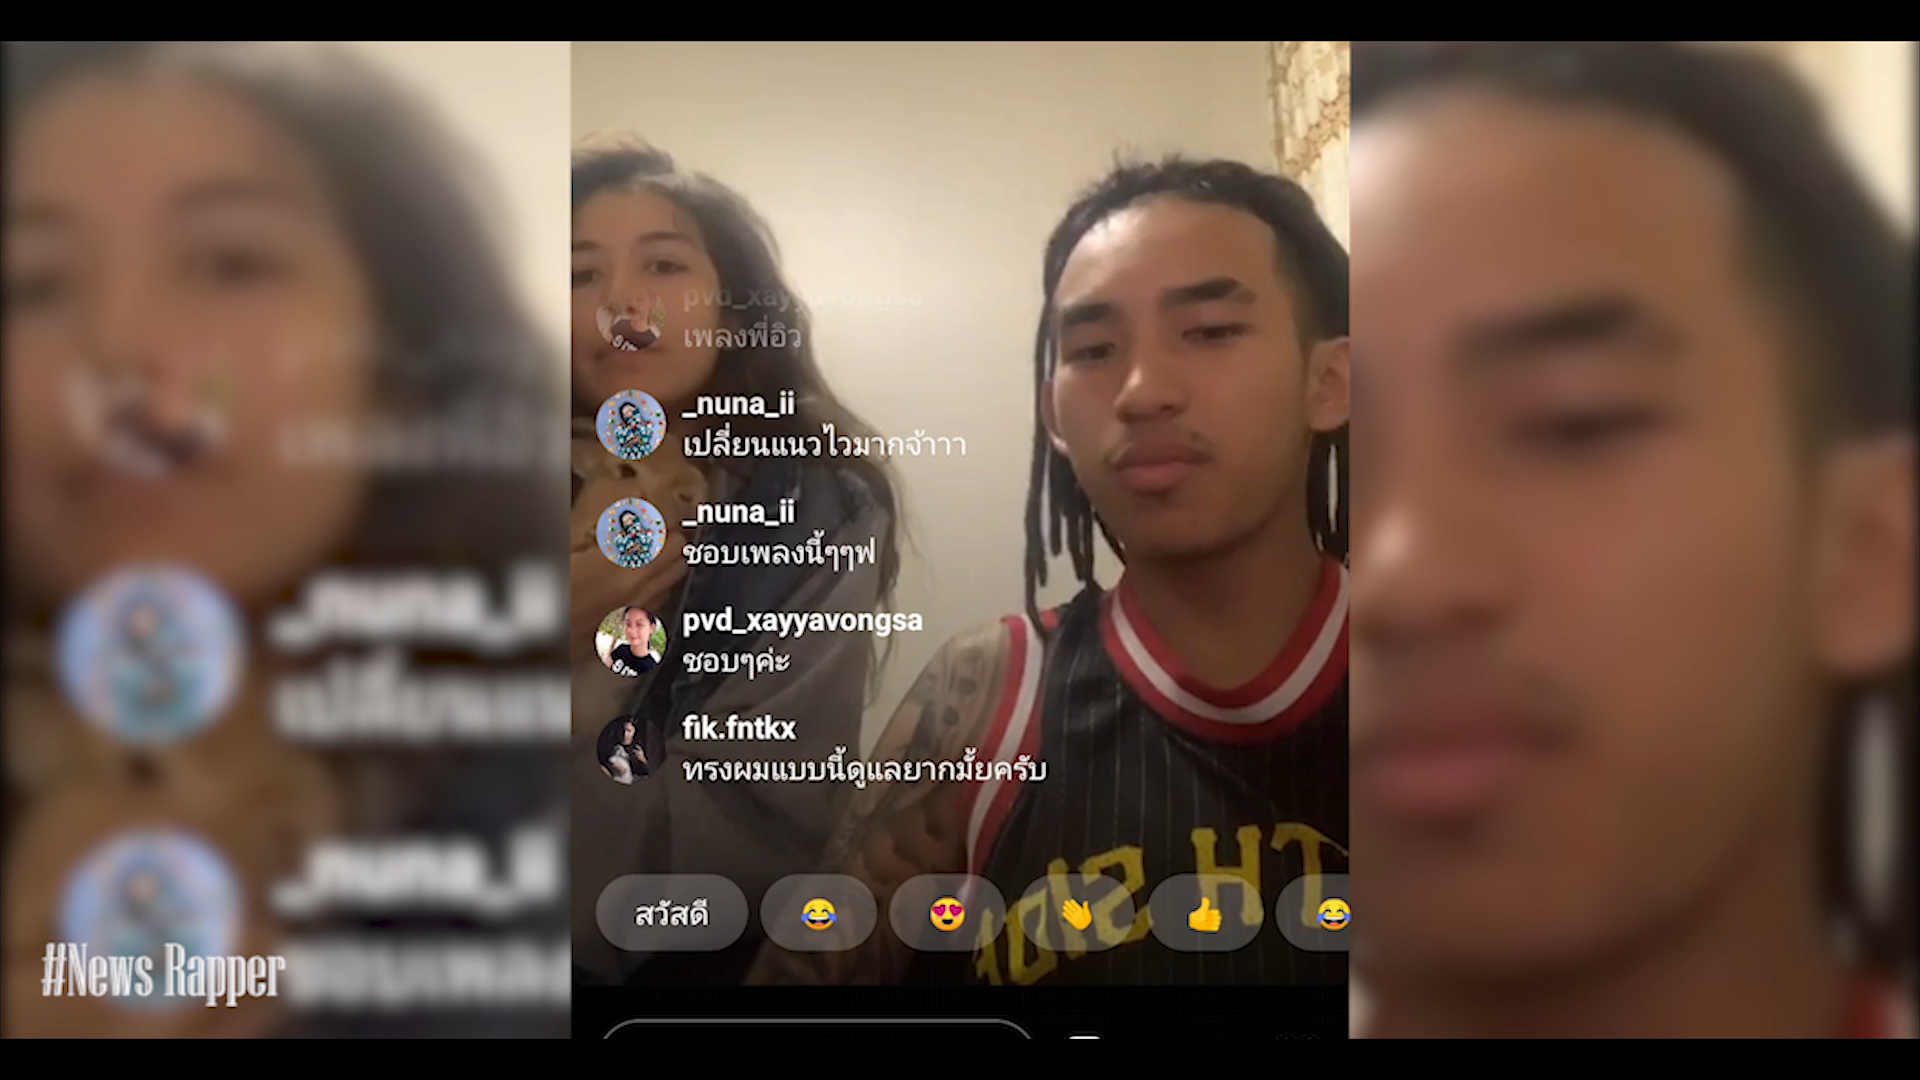 pvd_xayyavongsa
เพลงพี่อิว
_nuna_ii
เปลี่ยนแนวไวมากจ้าาา
_nuna_ii
ชอบเพลงนี้ๆๆฟ
pvd_xayyavongsa
ชอบๆค่ะ
fik.fntkx
ทรงผมแบบนี้ดูแลยากมั้ยครับ
สวัสดี
#News Rapper